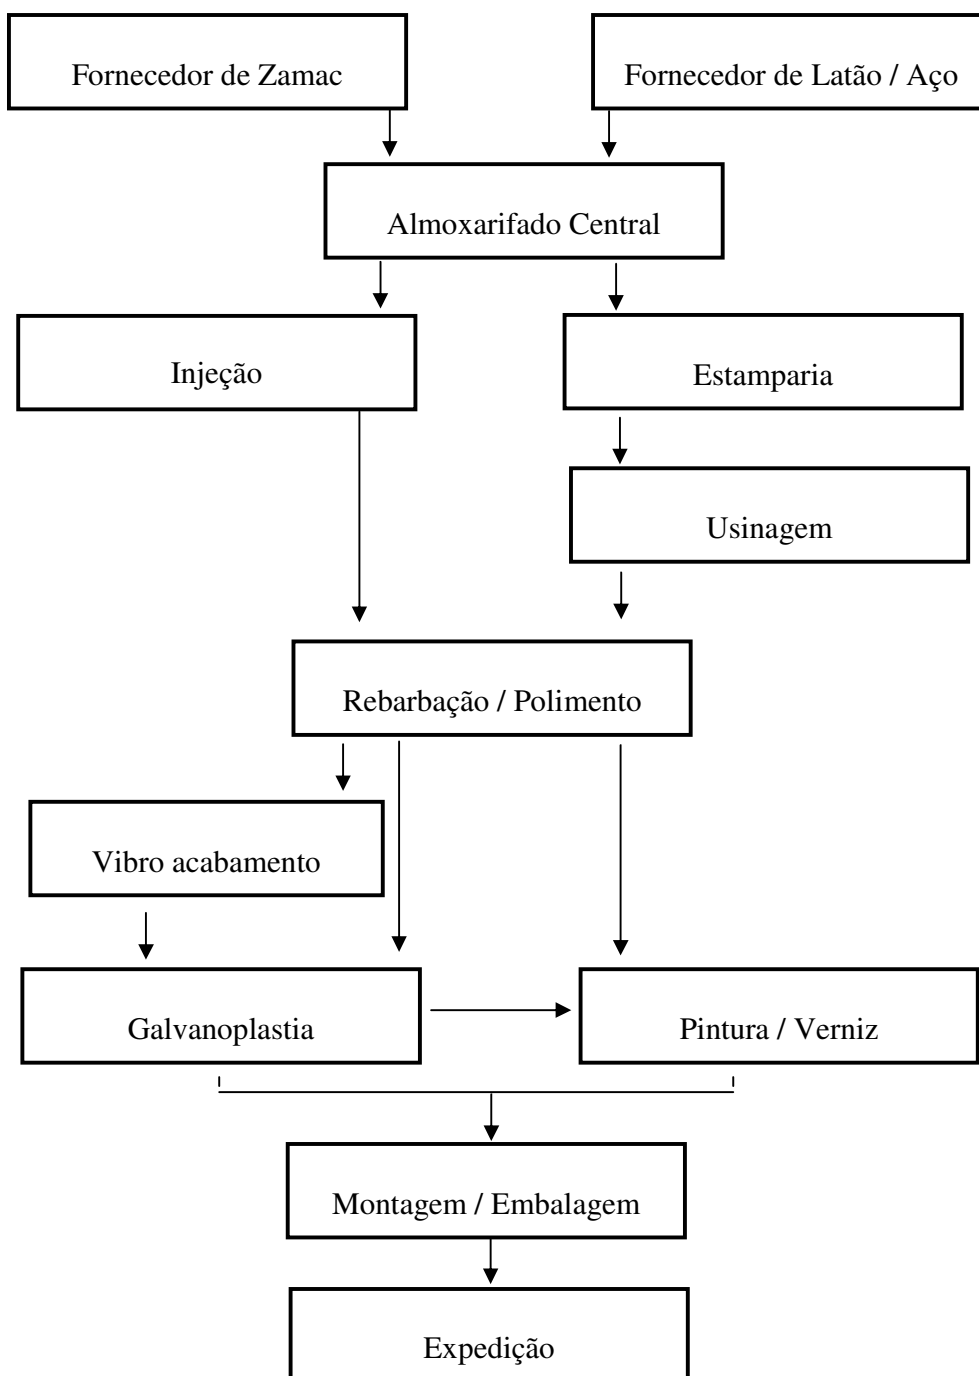 Fornecedor de Zamac
Fornecedor de Latão / Aço
Almoxarifado Central
Injeção
Estamparia
Usinagem
Rebarbação / Polimento
Vibro acabamento
Galvanoplastia
Pintura / Verniz
Montagem / Embalagem
Expedição